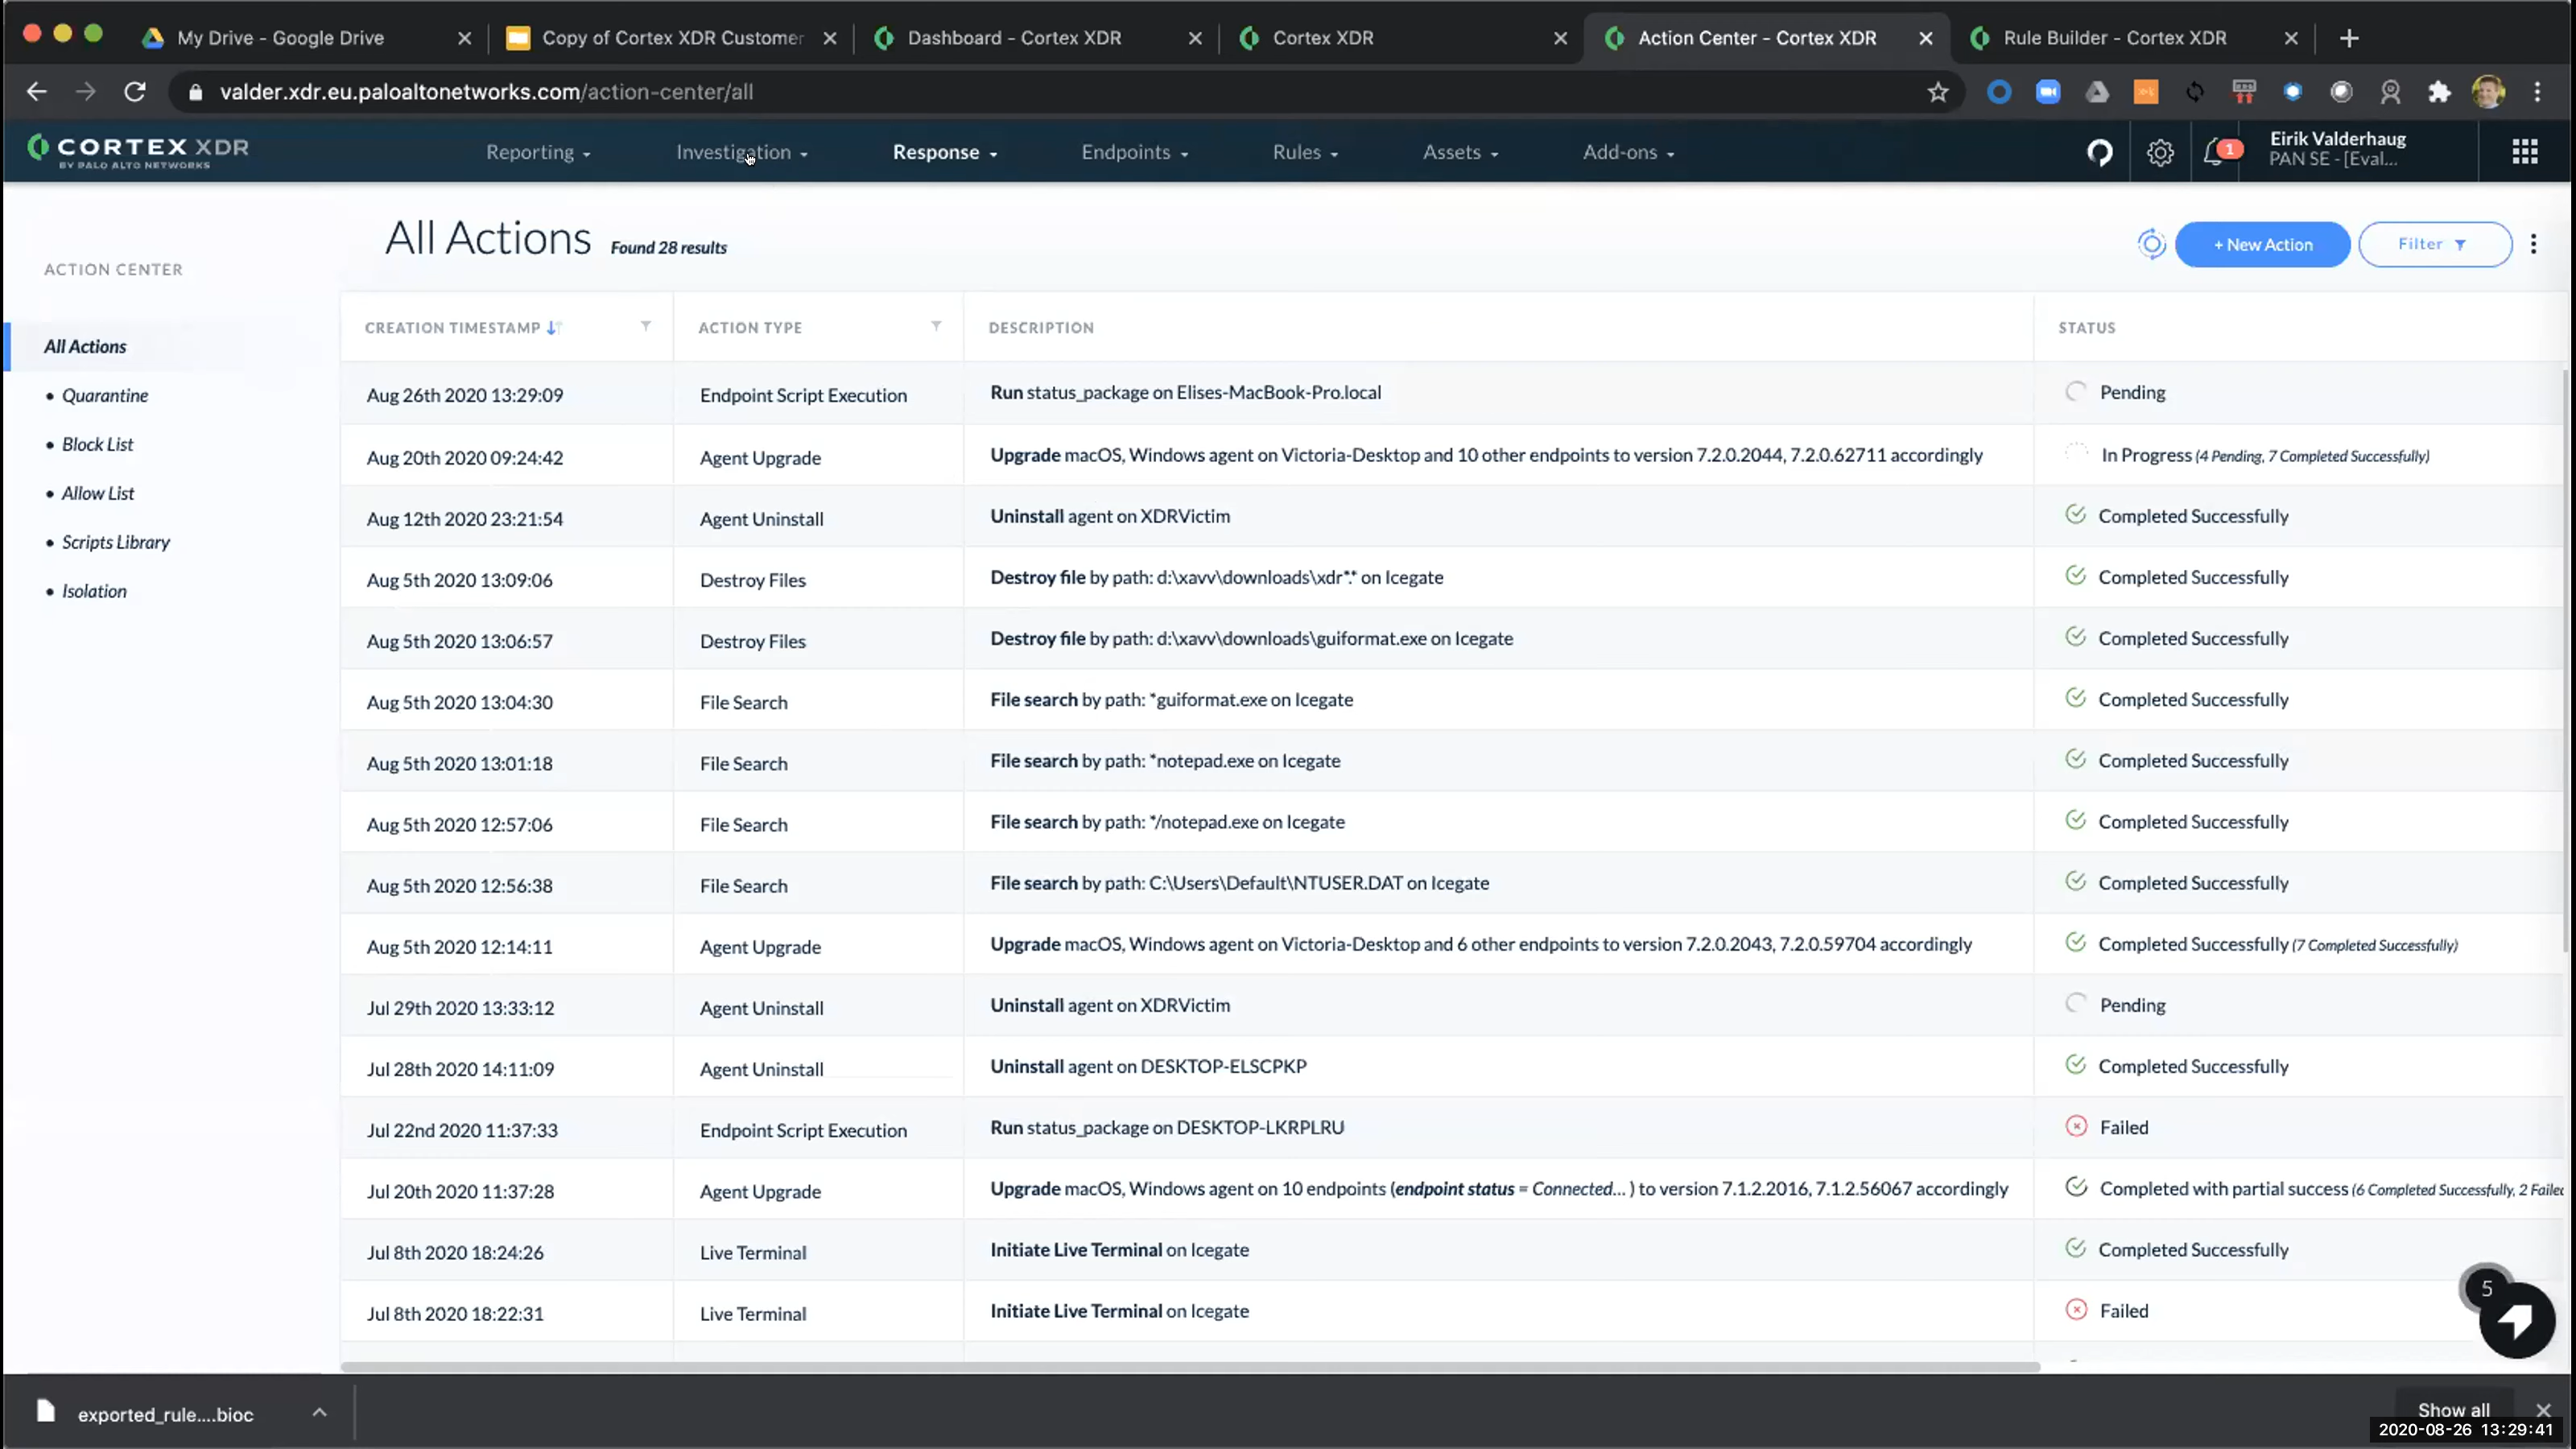 My Drive - Google Drive
Copy of Cortex XDR Customer
Dashboard - Cortex XDR
Cortex XDR
Action Center - Cortex XDR
Rule Builder - Cortex XDR
valder.xdr.eu.paloaltonetworks.com/action-center/all
CORTEX XDR
BY PALO ALTO NETWORKS
Reporting
Investigation
Response
Endpoints
Rules
Assets
Add-ons
1
Eirik Valderhaug
PAN SE - [Eval...
ACTION CENTER
All Actions
Quarantine
Block List
Allow List
Scripts Library
Isolation
All Actions Found 28 results
+ New Action
Filter
CREATION TIMESTAMP ACTION TYPE DESCRIPTION STATUS
Aug 26th 2020 13:29:09 Endpoint Script Execution Run status_package on Elises-MacBook-Pro.local Pending
Aug 20th 2020 09:24:42 Agent Upgrade Upgrade macOS, Windows agent on Victoria-Desktop and 10 other endpoints to version 7.2.0.2044, 7.2.0.62711 accordingly In Progress (4 Pending, 7 Completed Successfully)
Aug 12th 2020 23:21:54 Agent Uninstall Uninstall agent on XDRVictim Completed Successfully
Aug 5th 2020 13:09:06 Destroy Files Destroy file by path: d:\xavv\downloads\xdr*.* on Icegate Completed Successfully
Aug 5th 2020 13:06:57 Destroy Files Destroy file by path: d:\xavv\downloads\guiformat.exe on Icegate Completed Successfully
Aug 5th 2020 13:04:30 File Search File search by path: *guiformat.exe on Icegate Completed Successfully
Aug 5th 2020 13:01:18 File Search File search by path: *notepad.exe on Icegate Completed Successfully
Aug 5th 2020 12:57:06 File Search File search by path: */notepad.exe on Icegate Completed Successfully
Aug 5th 2020 12:56:38 File Search File search by path: C:\Users\Default\NTUSER.DAT on Icegate Completed Successfully
Aug 5th 2020 12:14:11 Agent Upgrade Upgrade macOS, Windows agent on Victoria-Desktop and 6 other endpoints to version 7.2.0.2043, 7.2.0.59704 accordingly Completed Successfully (7 Completed Successfully)
Jul 29th 2020 13:33:12 Agent Uninstall Uninstall agent on XDRVictim Pending
Jul 28th 2020 14:11:09 Agent Uninstall Uninstall agent on DESKTOP-ELSCPKP Completed Successfully
Jul 22nd 2020 11:37:33 Endpoint Script Execution Run status_package on DESKTOP-LKRPLRU Failed
Jul 20th 2020 11:37:28 Agent Upgrade Upgrade macOS, Windows agent on 10 endpoints (endpoint status = Connected... ) to version 7.1.2.2016, 7.1.2.56067 accordingly Completed with partial success (6 Completed Successfully, 2 Failed
Jul 8th 2020 18:24:26 Live Terminal Initiate Live Terminal on Icegate Completed Successfully
Jul 8th 2020 18:22:31 Live Terminal Initiate Live Terminal on Icegate Failed
5
exported_rule....bioc
Show all
2020-08-26 13:29:41